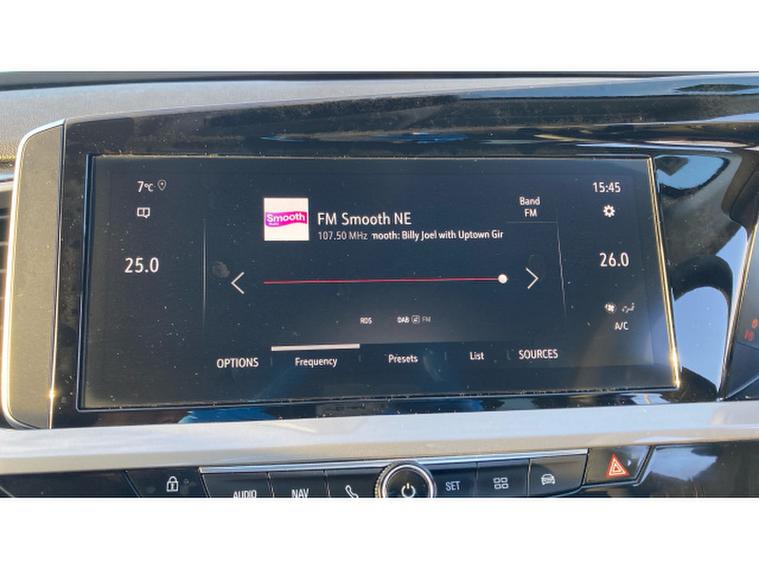 7°C
15:45
Smooth
FM Smooth NE
107.50 MHz mooth: Billy Joel with Uptown Gir
Band
FM
25.0
26.0
RDS DAB FM
A/C
OPTIONS Frequency Presets List SOURCES
AUDIO NAV SET